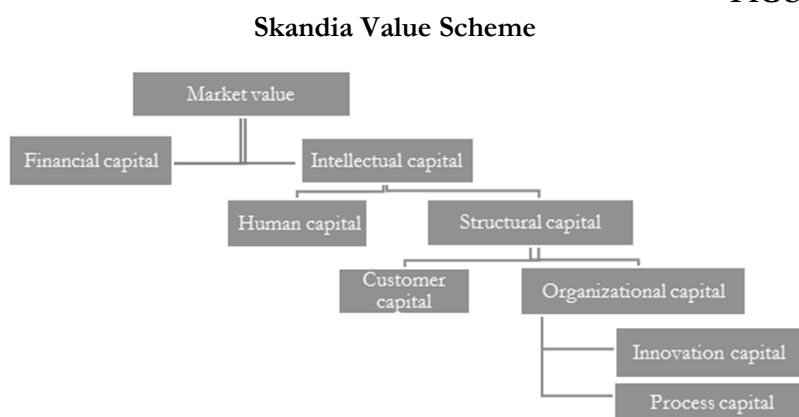 Skandia Value Scheme
Market value
Financial capital
Intellectual capital
Human capital
Structural capital
Customer
capital
Organizational capital
Innovation capital
Process capital